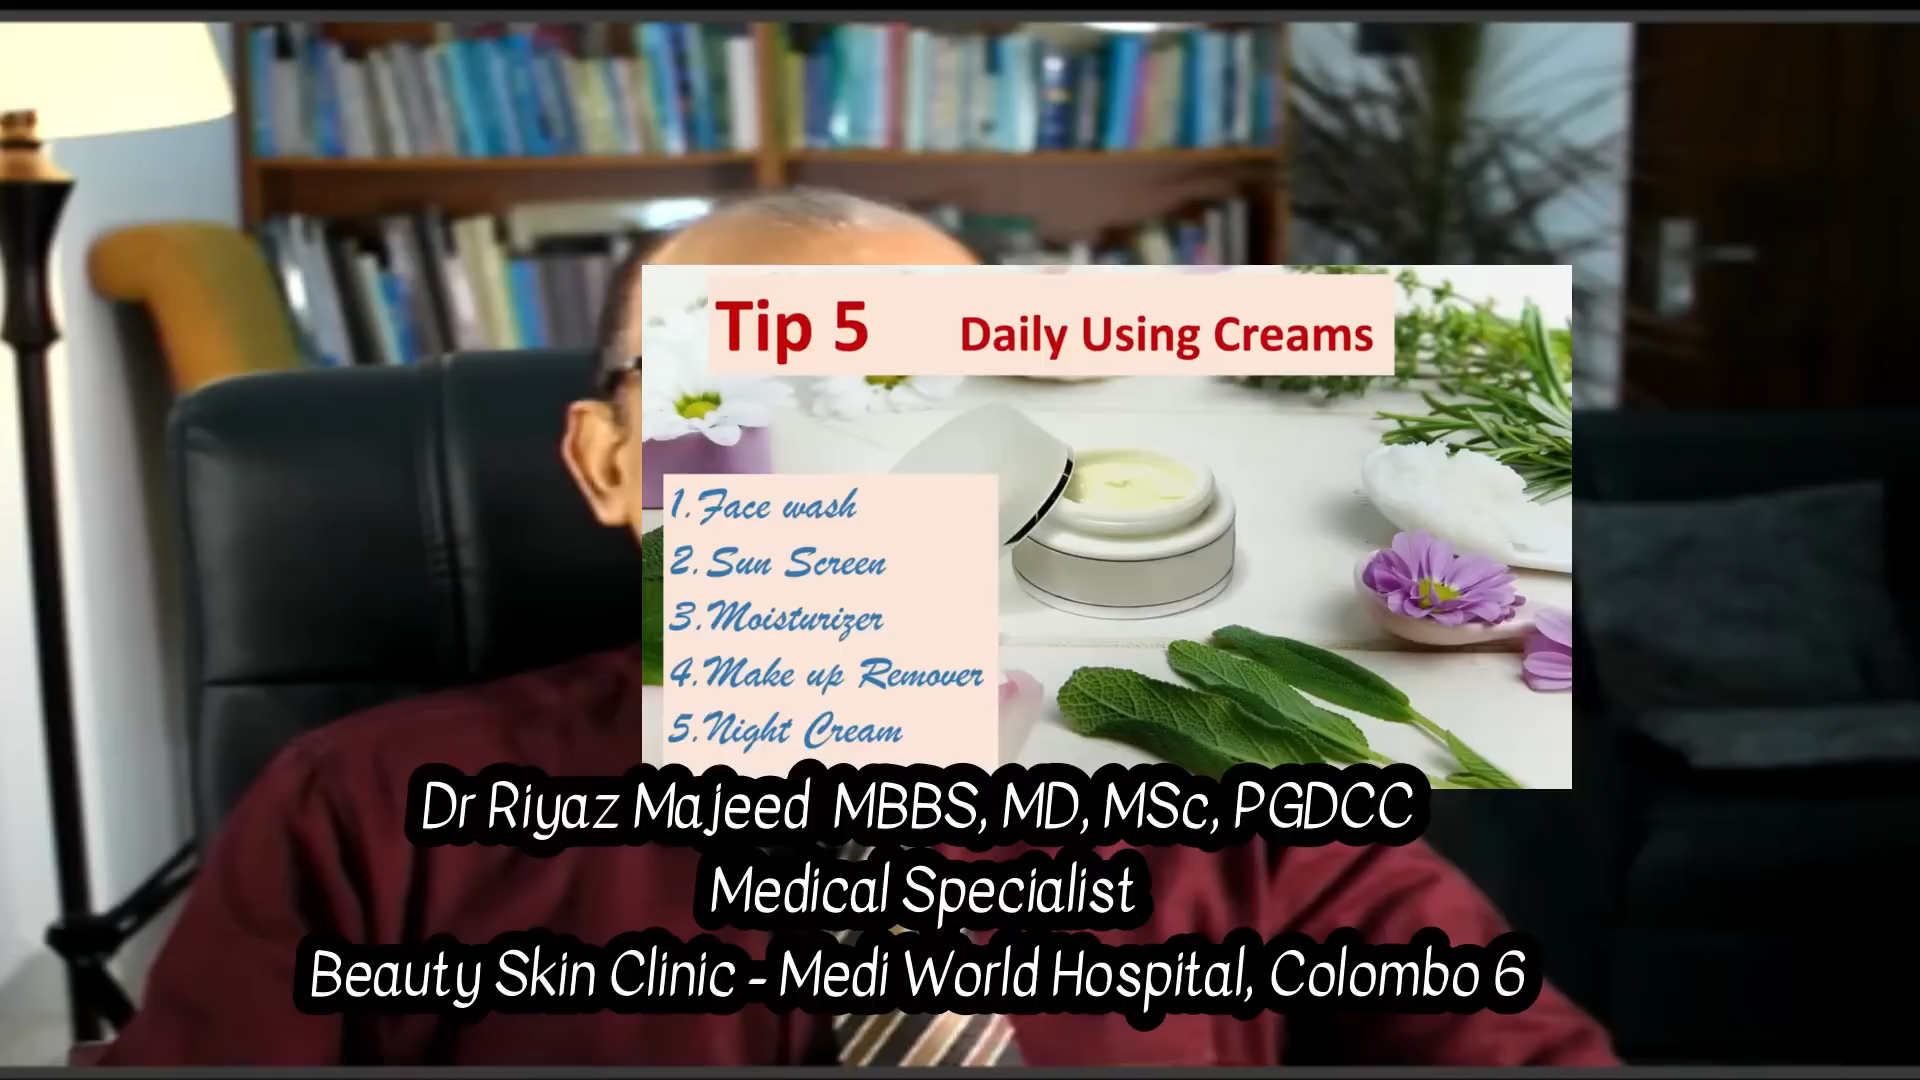 Tip 5 Daily Using Creams
1. Face wash
2. Sun Screen
3. Moisturizer
4. Make up Remover
5. Night Cream
Dr Riyaz Majeed MBBS, MD, MSc, PGDCC
Medical Specialist
Beauty Skin Clinic - Medi World Hospital, Colombo 6